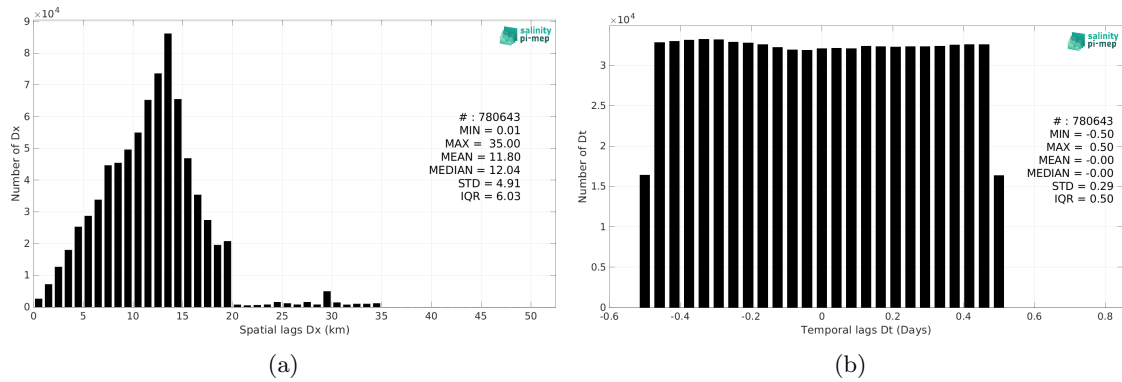 ×10⁴
9
8
7
6
5
4
3
2
1
0
Number of Dx
salinity
pi-mep
# : 780643
MIN = 0.01
MAX = 35.00
MEAN = 11.80
MEDIAN = 12.04
STD = 4.91
IQR = 6.03
0 5 10 15 20 25 30 35 40 45 50
Spatial lags Dx (km)
(a)
×10⁴
3
2.5
2
1.5
1
0.5
0
Number of Dt
salinity
pi-mep
# : 780643
MIN = -0.50
MAX = 0.50
MEAN = -0.00
MEDIAN = -0.00
STD = 0.29
IQR = 0.50
-0.6 -0.4 -0.2 0 0.2 0.4 0.6 0.8
Temporal lags Dt (Days)
(b)